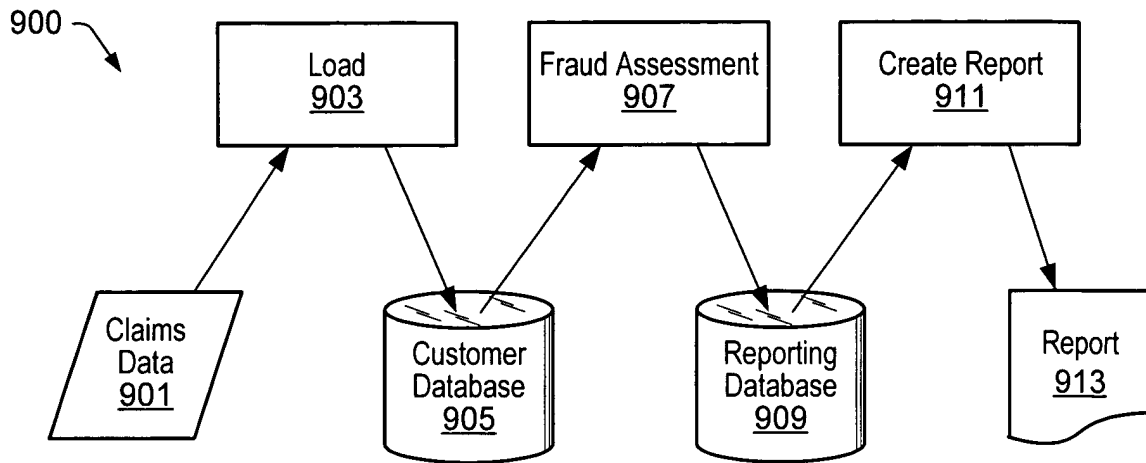 900
Load
903
Fraud Assessment
907
Create Report
911
Claims
Data
901
Customer
Database
905
Reporting
Database
909
Report
913